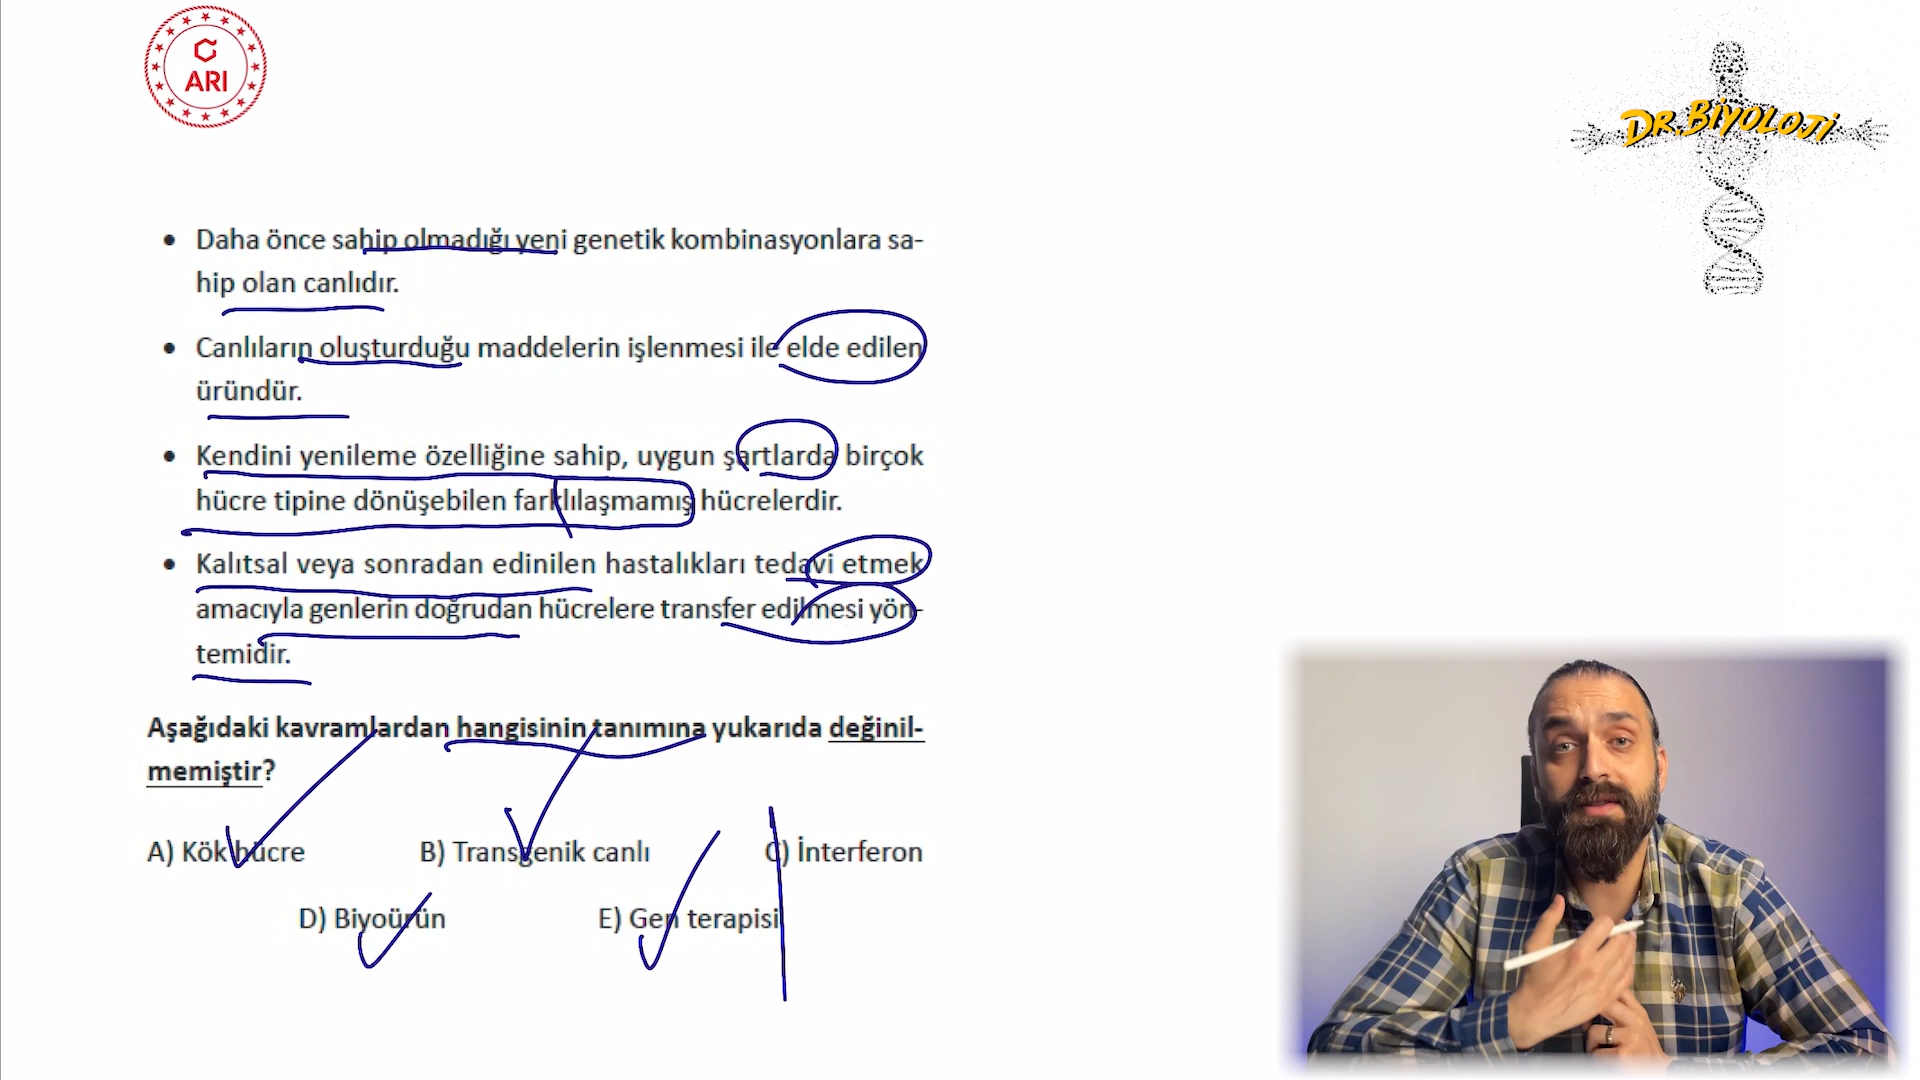 ARI
DR.BİYOLOJİ
• Daha önce sahip olmadığı yeni genetik kombinasyonlara sa-
hip olan canlıdır.
• Canlıların oluşturduğu maddelerin işlenmesi ile elde edilen
üründür.
• Kendini yenileme özelliğine sahip, uygun şartlarda birçok
hücre tipine dönüşebilen farklılaşmamış hücrelerdir.
• Kalıtsal veya sonradan edinilen hastalıkları tedavi etmek
amacıyla genlerin doğrudan hücrelere transfer edilmesi yön-
temidir.
Aşağıdaki kavramlardan hangisinin tanımına yukarıda değinil-
memiştir?
A) Kök hücre B) Transgenik canlı C) İnterferon
D) Biyoürün E) Gen terapisi